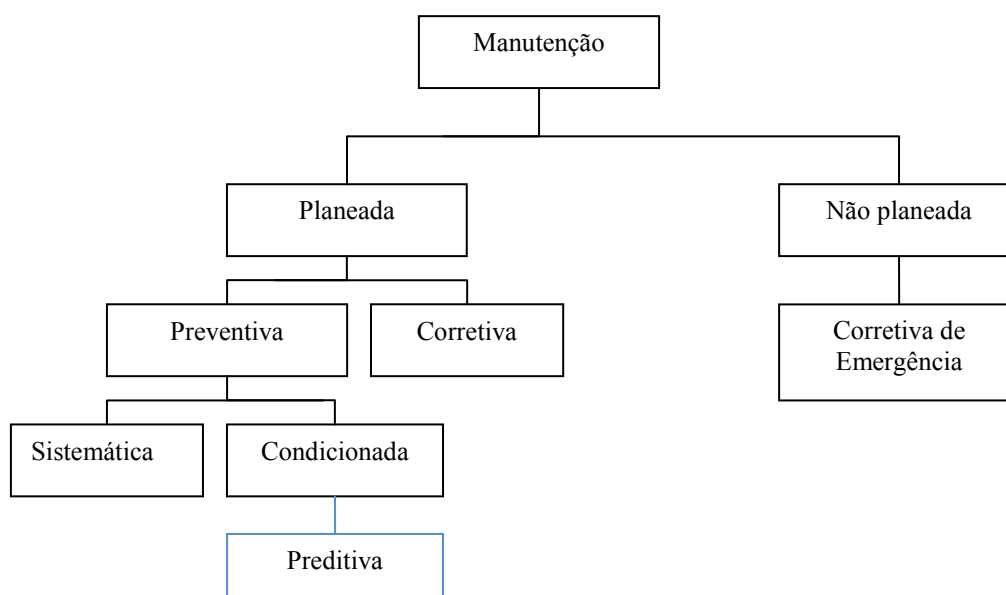 Manutenção
Planeada
Não planeada
Preventiva
Corretiva
Corretiva de
Emergência
Sistemática
Condicionada
Preditiva